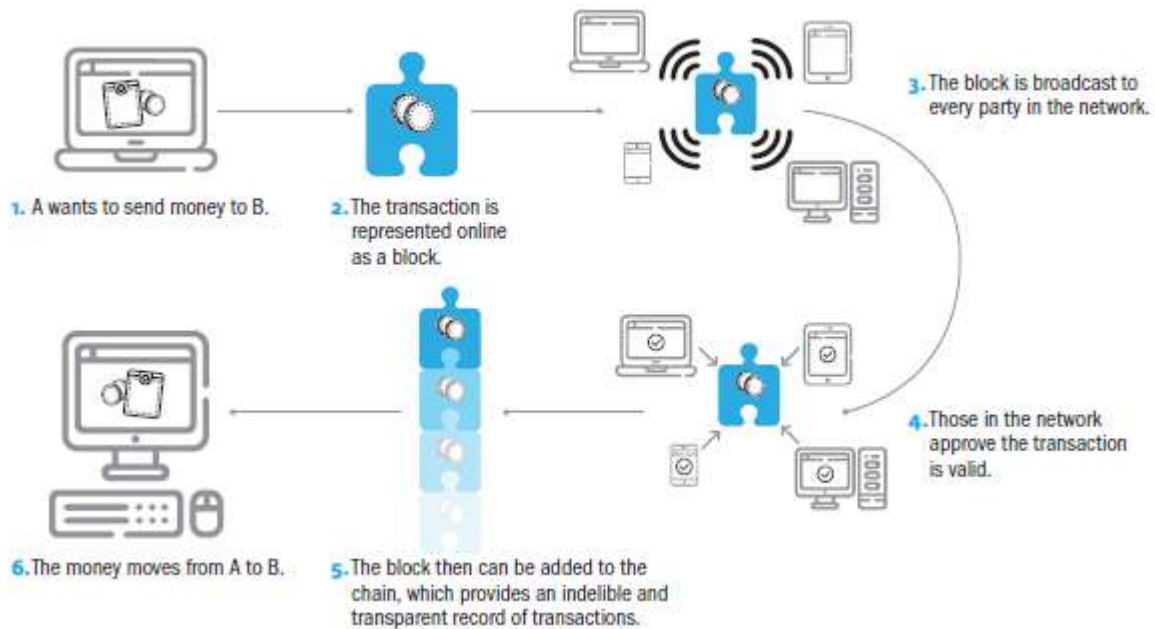 1. A wants to send money to B.
2. The transaction is
represented online
as a block.
3. The block is broadcast to
every party in the network.
4. Those in the network
approve the transaction
is valid.
5. The block then can be added to the
chain, which provides an indelible and
transparent record of transactions.
6. The money moves from A to B.